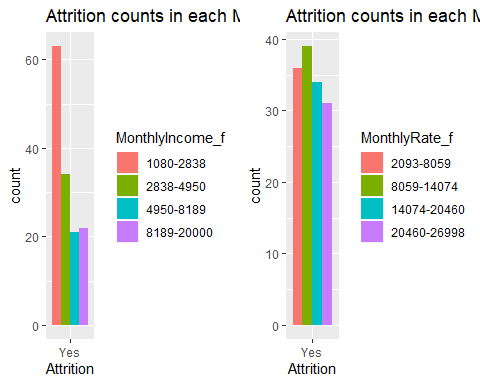 Attrition counts in each M
60
40
20
0
count
Yes
Attrition
MonthlyIncome_f
1080-2838
2838-4950
4950-8189
8189-20000
Attrition counts in each M
40
30
20
10
0
count
Yes
Attrition
MonthlyRate_f
2093-8059
8059-14074
14074-20460
20460-26998